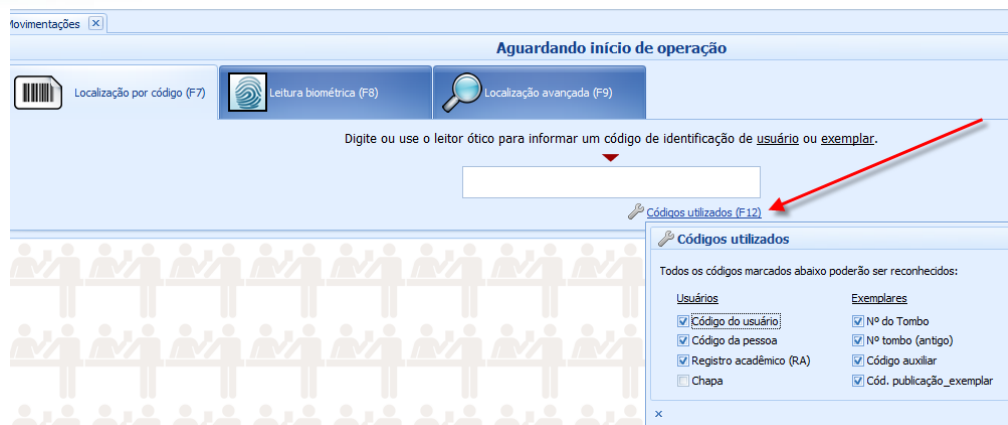 Movimentações
Aguardando início de operação
Localização por código (F7)
Leitura biométrica (F8)
Localização avançada (F9)
Digite ou use o leitor ótico para informar um código de identificação de usuário ou exemplar.
Códigos utilizados (F12)
Códigos utilizados
Todos os códigos marcados abaixo poderão ser reconhecidos:
Usuários
Exemplares
Código do usuário
Nº do Tombo
Código da pessoa
Nº tombo (antigo)
Registro acadêmico (RA)
Código auxiliar
Chapa
Cód. publicação_exemplar